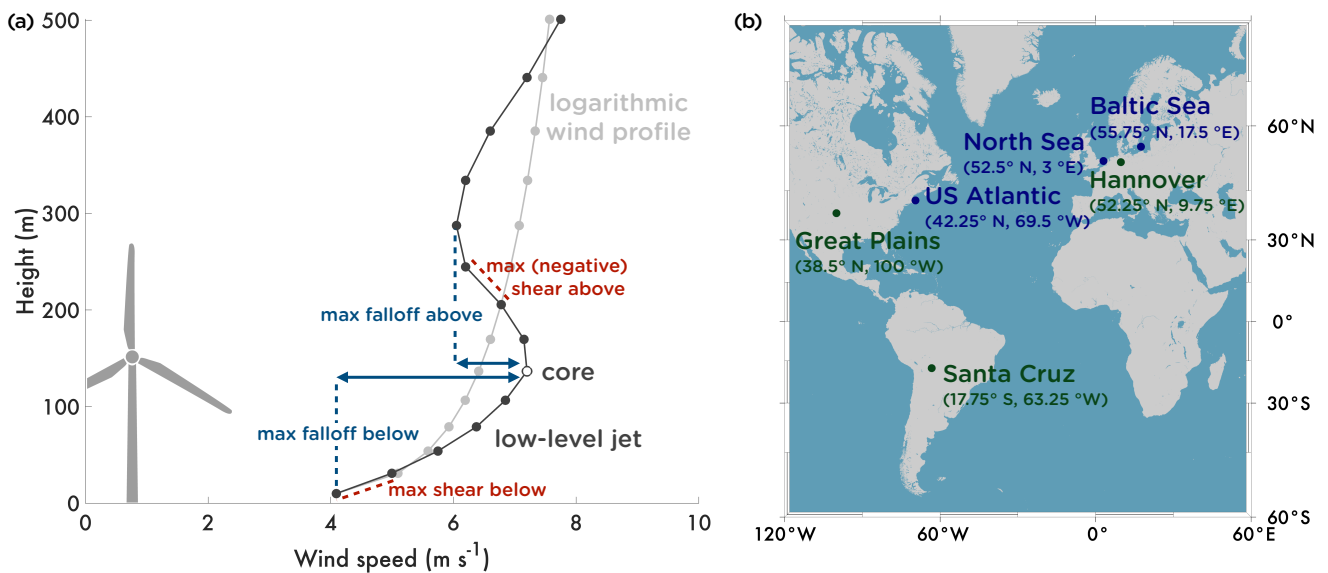 (a)
500
400
300
200
100
0
Height (m)
0
2
4
6
8
10
Wind speed (m s⁻¹)
logarithmic
wind profile
max (negative)
shear above
max falloff above
core
max falloff below
low-level jet
max shear below
(b)
Baltic Sea
(55.75° N, 17.5 °E)
North Sea
(52.5° N, 3 °E)
Hannover
(52.25° N, 9.75 °E)
US Atlantic
(42.25° N, 69.5 °W)
Great Plains
(38.5° N, 100 °W)
Santa Cruz
(17.75° S, 63.25 °W)
60°N
30°N
0°
30°S
60°S
120°W
60°W
0°
60°E